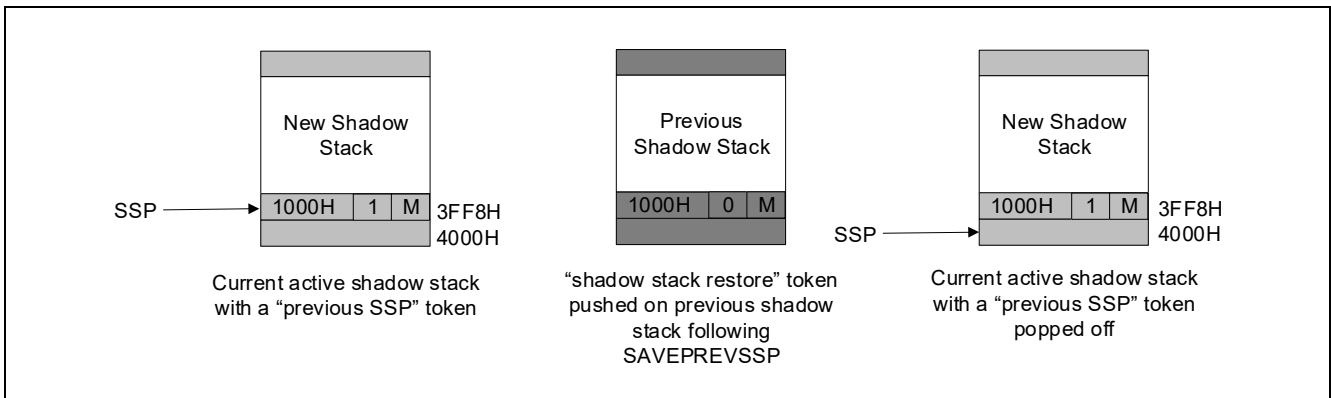 New Shadow
Stack
SSP
1000H 1 M 3FF8H
4000H
Current active shadow stack
with a “previous SSP” token
Previous
Shadow Stack
1000H 0 M
“shadow stack restore” token
pushed on previous shadow
stack following
SAVEPREVSSP
New Shadow
Stack
1000H 1 M 3FF8H
SSP 4000H
Current active shadow stack
with a “previous SSP” token
popped off